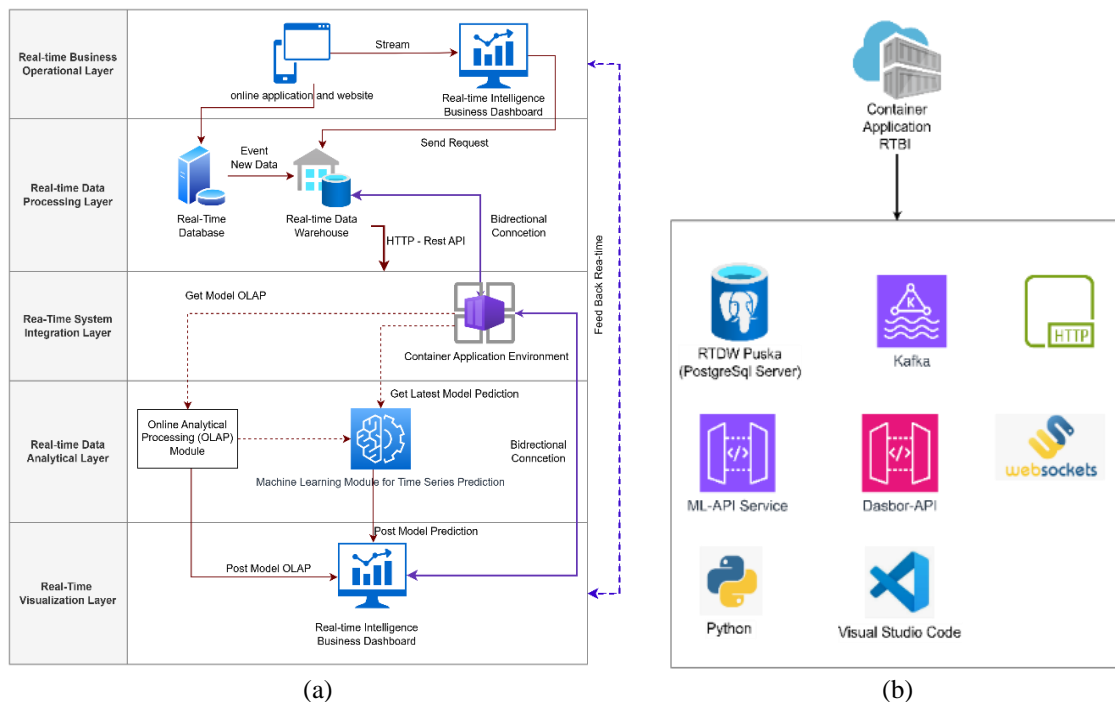 Real-time Business
Operational Layer
Stream
online application and website
Real-time Intelligence
Business Dashboard
Send Request
Real-time Data
Processing Layer
Event
New Data
Real-Time
Database
Real-time Data
Warehouse
HTTP - Rest API
Bidrectional
Conncetion
Feed Back Rea-time
Rea-Time System
Integration Layer
Get Model OLAP
Container Application Environment
Real-time Data
Analytical Layer
Get Latest Model Pediction
Online Analytical
Processing (OLAP)
Module
Machine Learning Module for Time Series Prediction
Bidrectional
Conncetion
Real-Time
Visualization Layer
Post Model Prediction
Post Model OLAP
Real-time Intelligence
Business Dashboard
(a)
Container
Application
RTBI
RTDW Puska
(PostgreSql Server)
K
Kafka
HTTP
ML-API Service
Dasbor-API
websockets
Python
Visual Studio Code
(b)